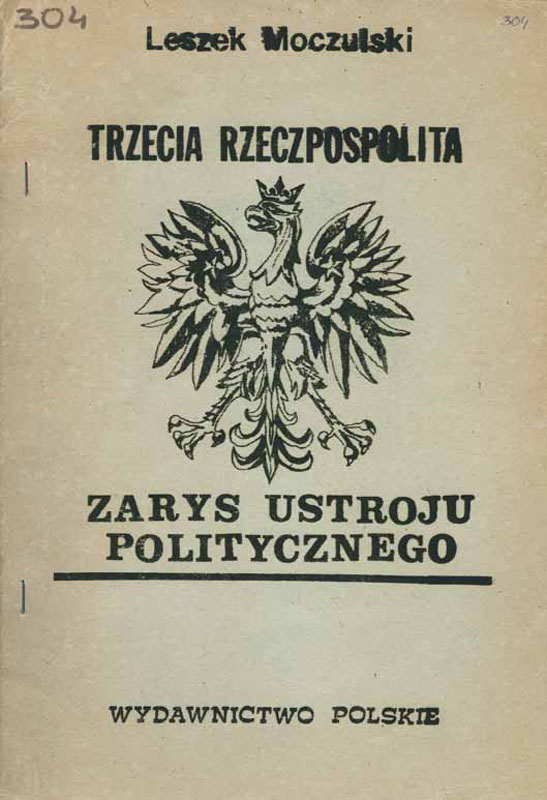 304
304
Leszek Moczulski
TRZECIA RZECZPOSPOLITA
ZARYS USTROJU
POLITYCZNEGO
WYDAWNICTWO POLSKIE